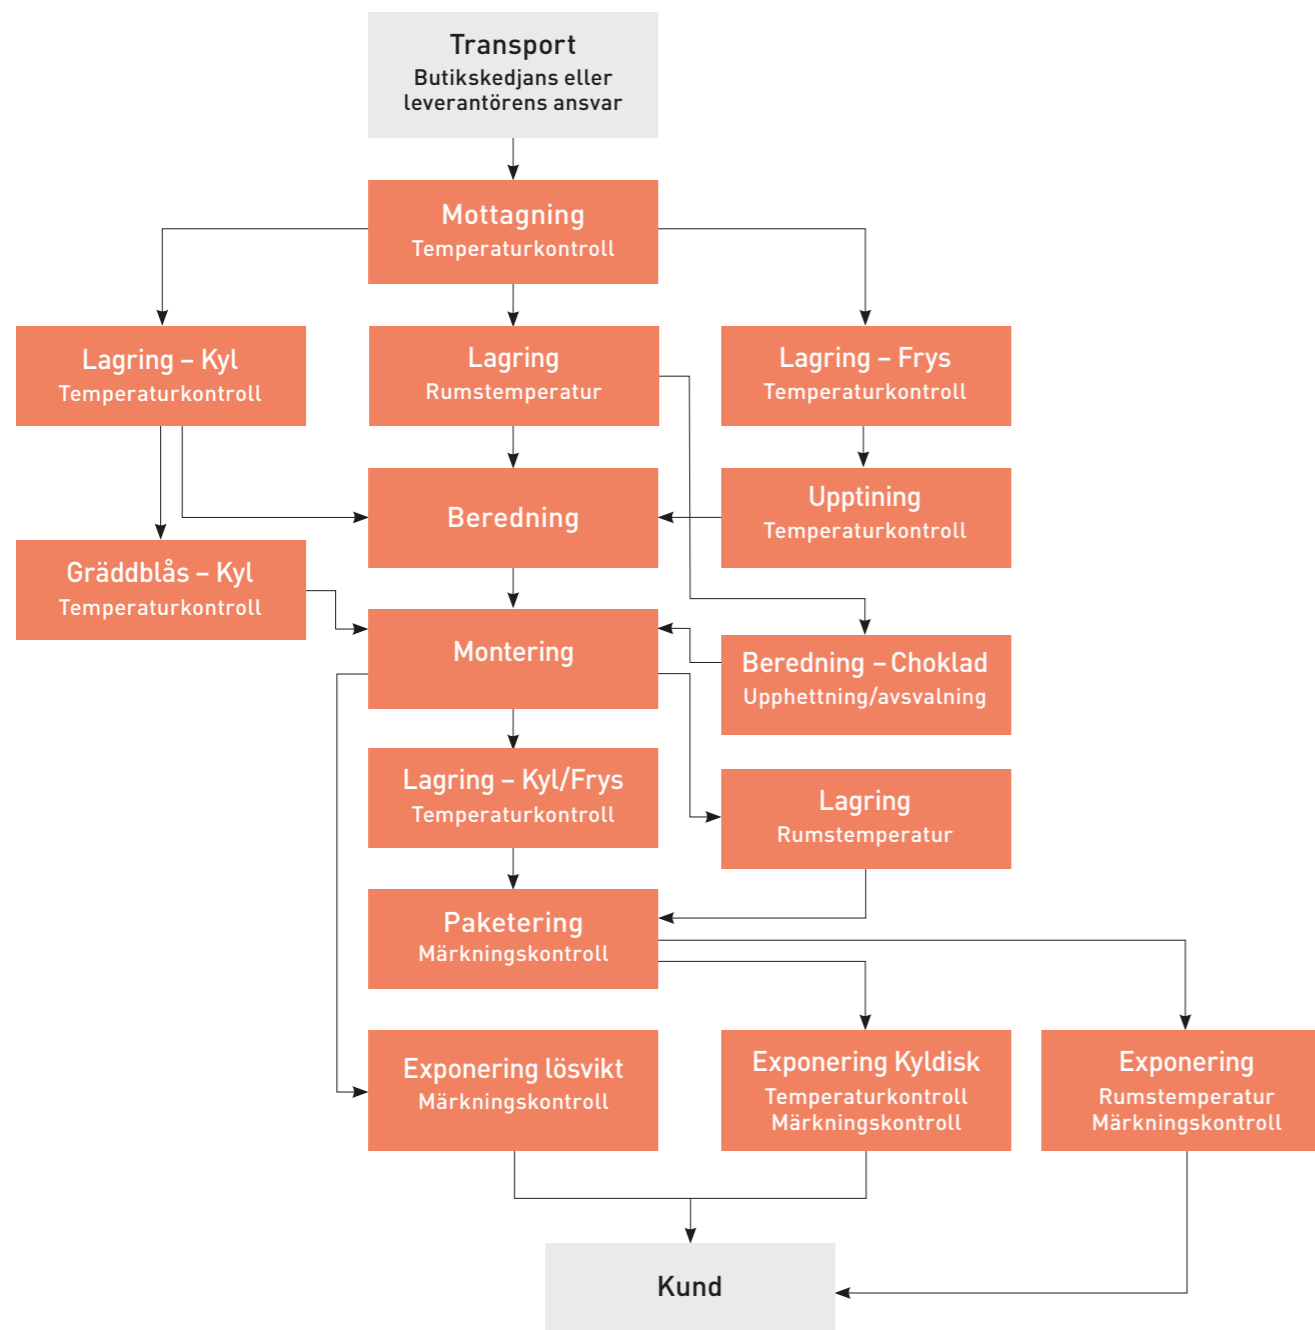 Transport
Butikskedjans eller
leverantörens ansvar
Mottagning
Temperaturkontroll
Lagring – Kyl
Temperaturkontroll
Lagring
Rumstemperatur
Lagring – Frys
Temperaturkontroll
Beredning
Upptining
Temperaturkontroll
Gräddblås – Kyl
Temperaturkontroll
Montering
Beredning – Choklad
Upphettning/avsvalning
Lagring – Kyl/Frys
Temperaturkontroll
Lagring
Rumstemperatur
Paketering
Märkningskontroll
Exponering lösvikt
Märkningskontroll
Exponering Kyldisk
Temperaturkontroll
Märkningskontroll
Exponering
Rumstemperatur
Märkningskontroll
Kund